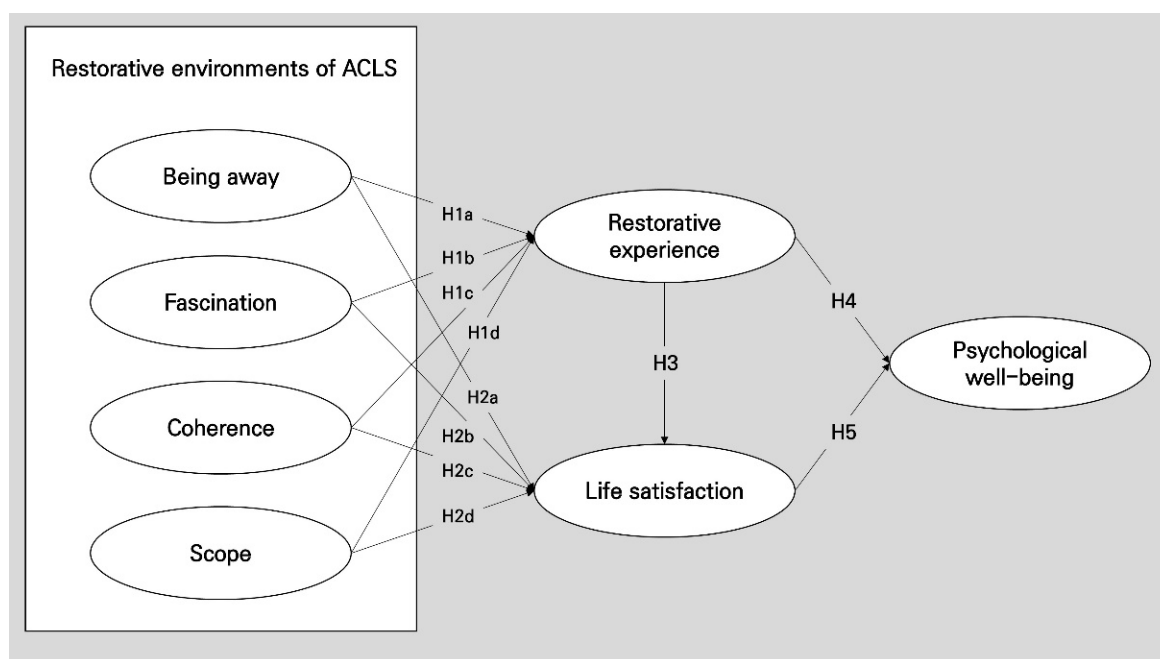 Restorative environments of ACLS
Being away
Fascination
Coherence
Scope
H1a
H1b
H1c
H1d
H2a
H2b
H2c
H2d
Restorative
experience
H3
Life satisfaction
H4
H5
Psychological
well-being